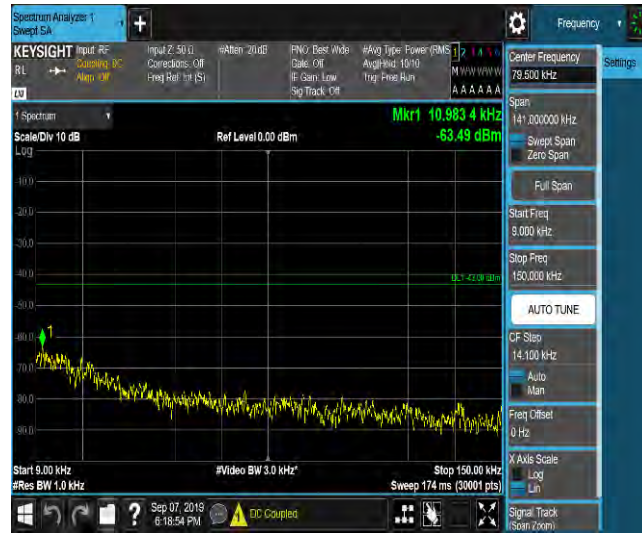 Spectrum Analyzer 1
Swept SA
+
Frequency
KEYSIGHT Input: RF
RL
Coupling: DC
Align: Off
Input Z: 50 Ω
Corrections: Off
Freq Ref: Int (S)
#Atten: 20 dB
PNO: Best Wide
Gate: Off
IF Gain: Low
Sig Track: Off
#Avg Type: Power (RMS
Avg|Hold: 10/10
Trig: Free Run
1 2 3 4 5 6
M W W W W W
A A A A A A
LXI
1 Spectrum
Scale/Div 10 dB
Log
Ref Level 0.00 dBm
Mkr1 10.983 4 kHz
-63.49 dBm
-10.0
-20.0
-30.0
-40.0
DL1 -43.00 dBm
-50.0
-60.0
1
-70.0
-80.0
-90.0
Start 9.00 kHz
#Res BW 1.0 kHz
#Video BW 3.0 kHz*
Stop 150.00 kHz
Sweep 174 ms (30001 pts)
Sep 07, 2019
6:18:54 PM
DC Coupled
Center Frequency
79.500 kHz
Settings
Span
141.000000 kHz
Swept Span
Zero Span
Full Span
Start Freq
9.000 kHz
Stop Freq
150.000 kHz
AUTO TUNE
CF Step
14.100 kHz
Auto
Man
Freq Offset
0 Hz
X Axis Scale
Log
Lin
Signal Track
(Span Zoom)